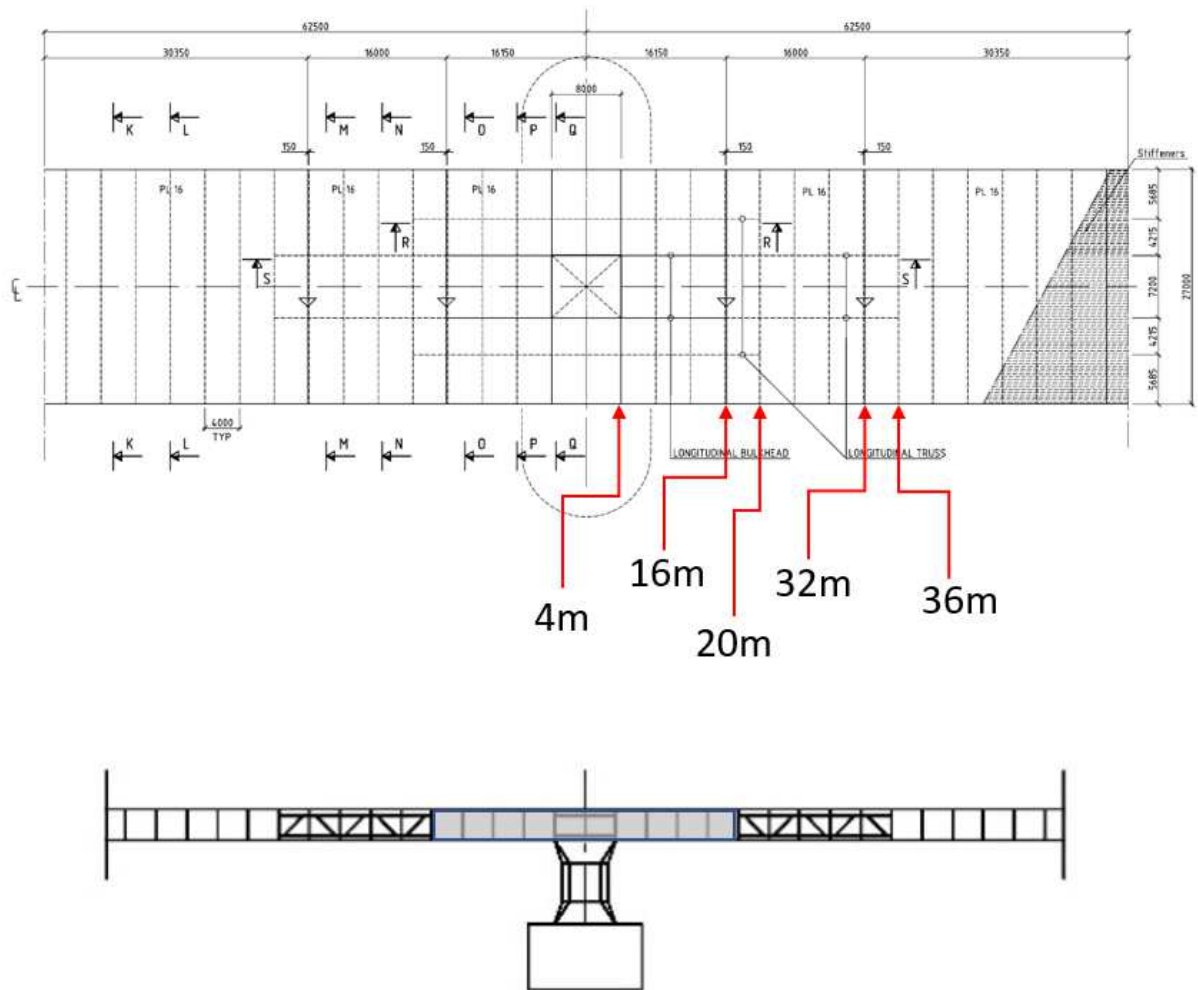 62500 62500
30350 16000 16150 16150 16000 30350
8000
K L M N O P Q
150 150 150 150
Stiffeners
PL 16 PL 16 PL 16 PL 16 PL 16
5685
4215
7200
4215
5685
27000
R R
S S
℄
4000
TYP
K L M N O P Q
LONGITUDINAL BULKHEAD LONGITUDINAL TRUSS
4m
16m
20m
32m
36m